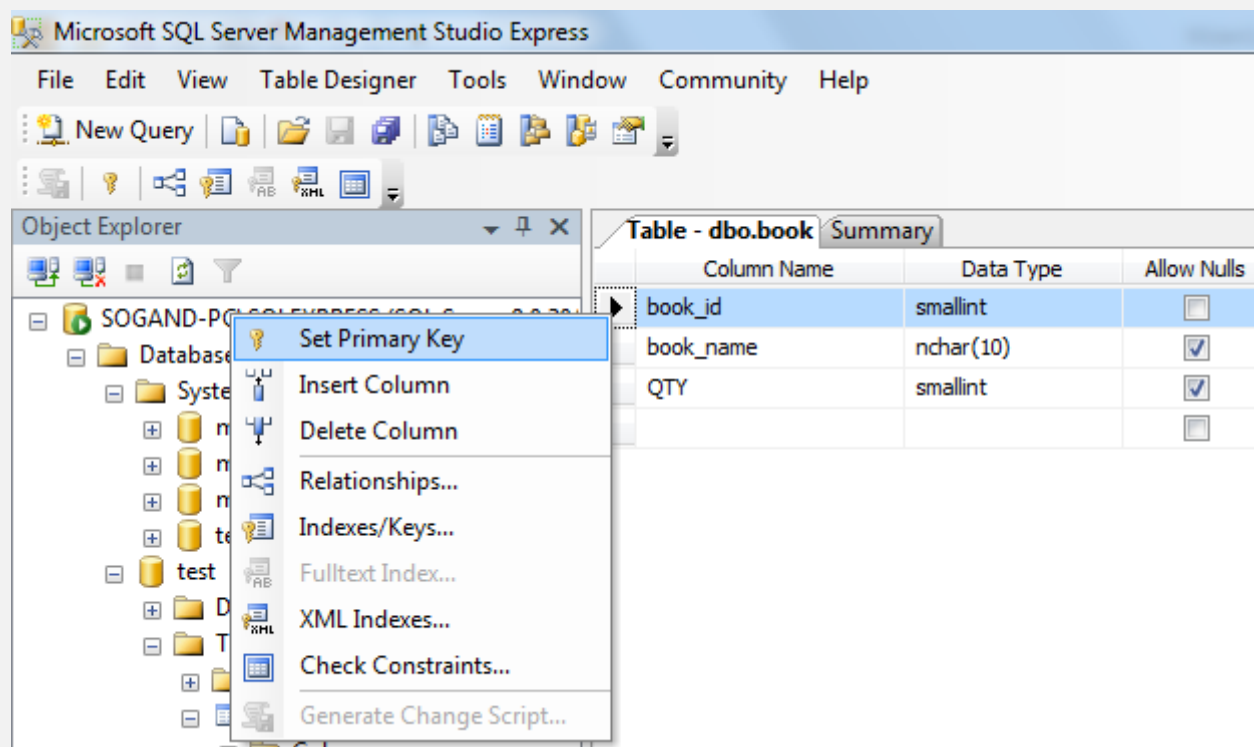 Microsoft SQL Server Management Studio Express
File Edit View Table Designer Tools Window Community Help
New Query
Object Explorer
Table - dbo.book Summary
Column Name Data Type Allow Nulls
book_id smallint
book_name nchar(10)
QTY smallint
Set Primary Key
Insert Column
Delete Column
Relationships...
Indexes/Keys...
Fulltext Index...
XML Indexes...
Check Constraints...
Generate Change Script...
test